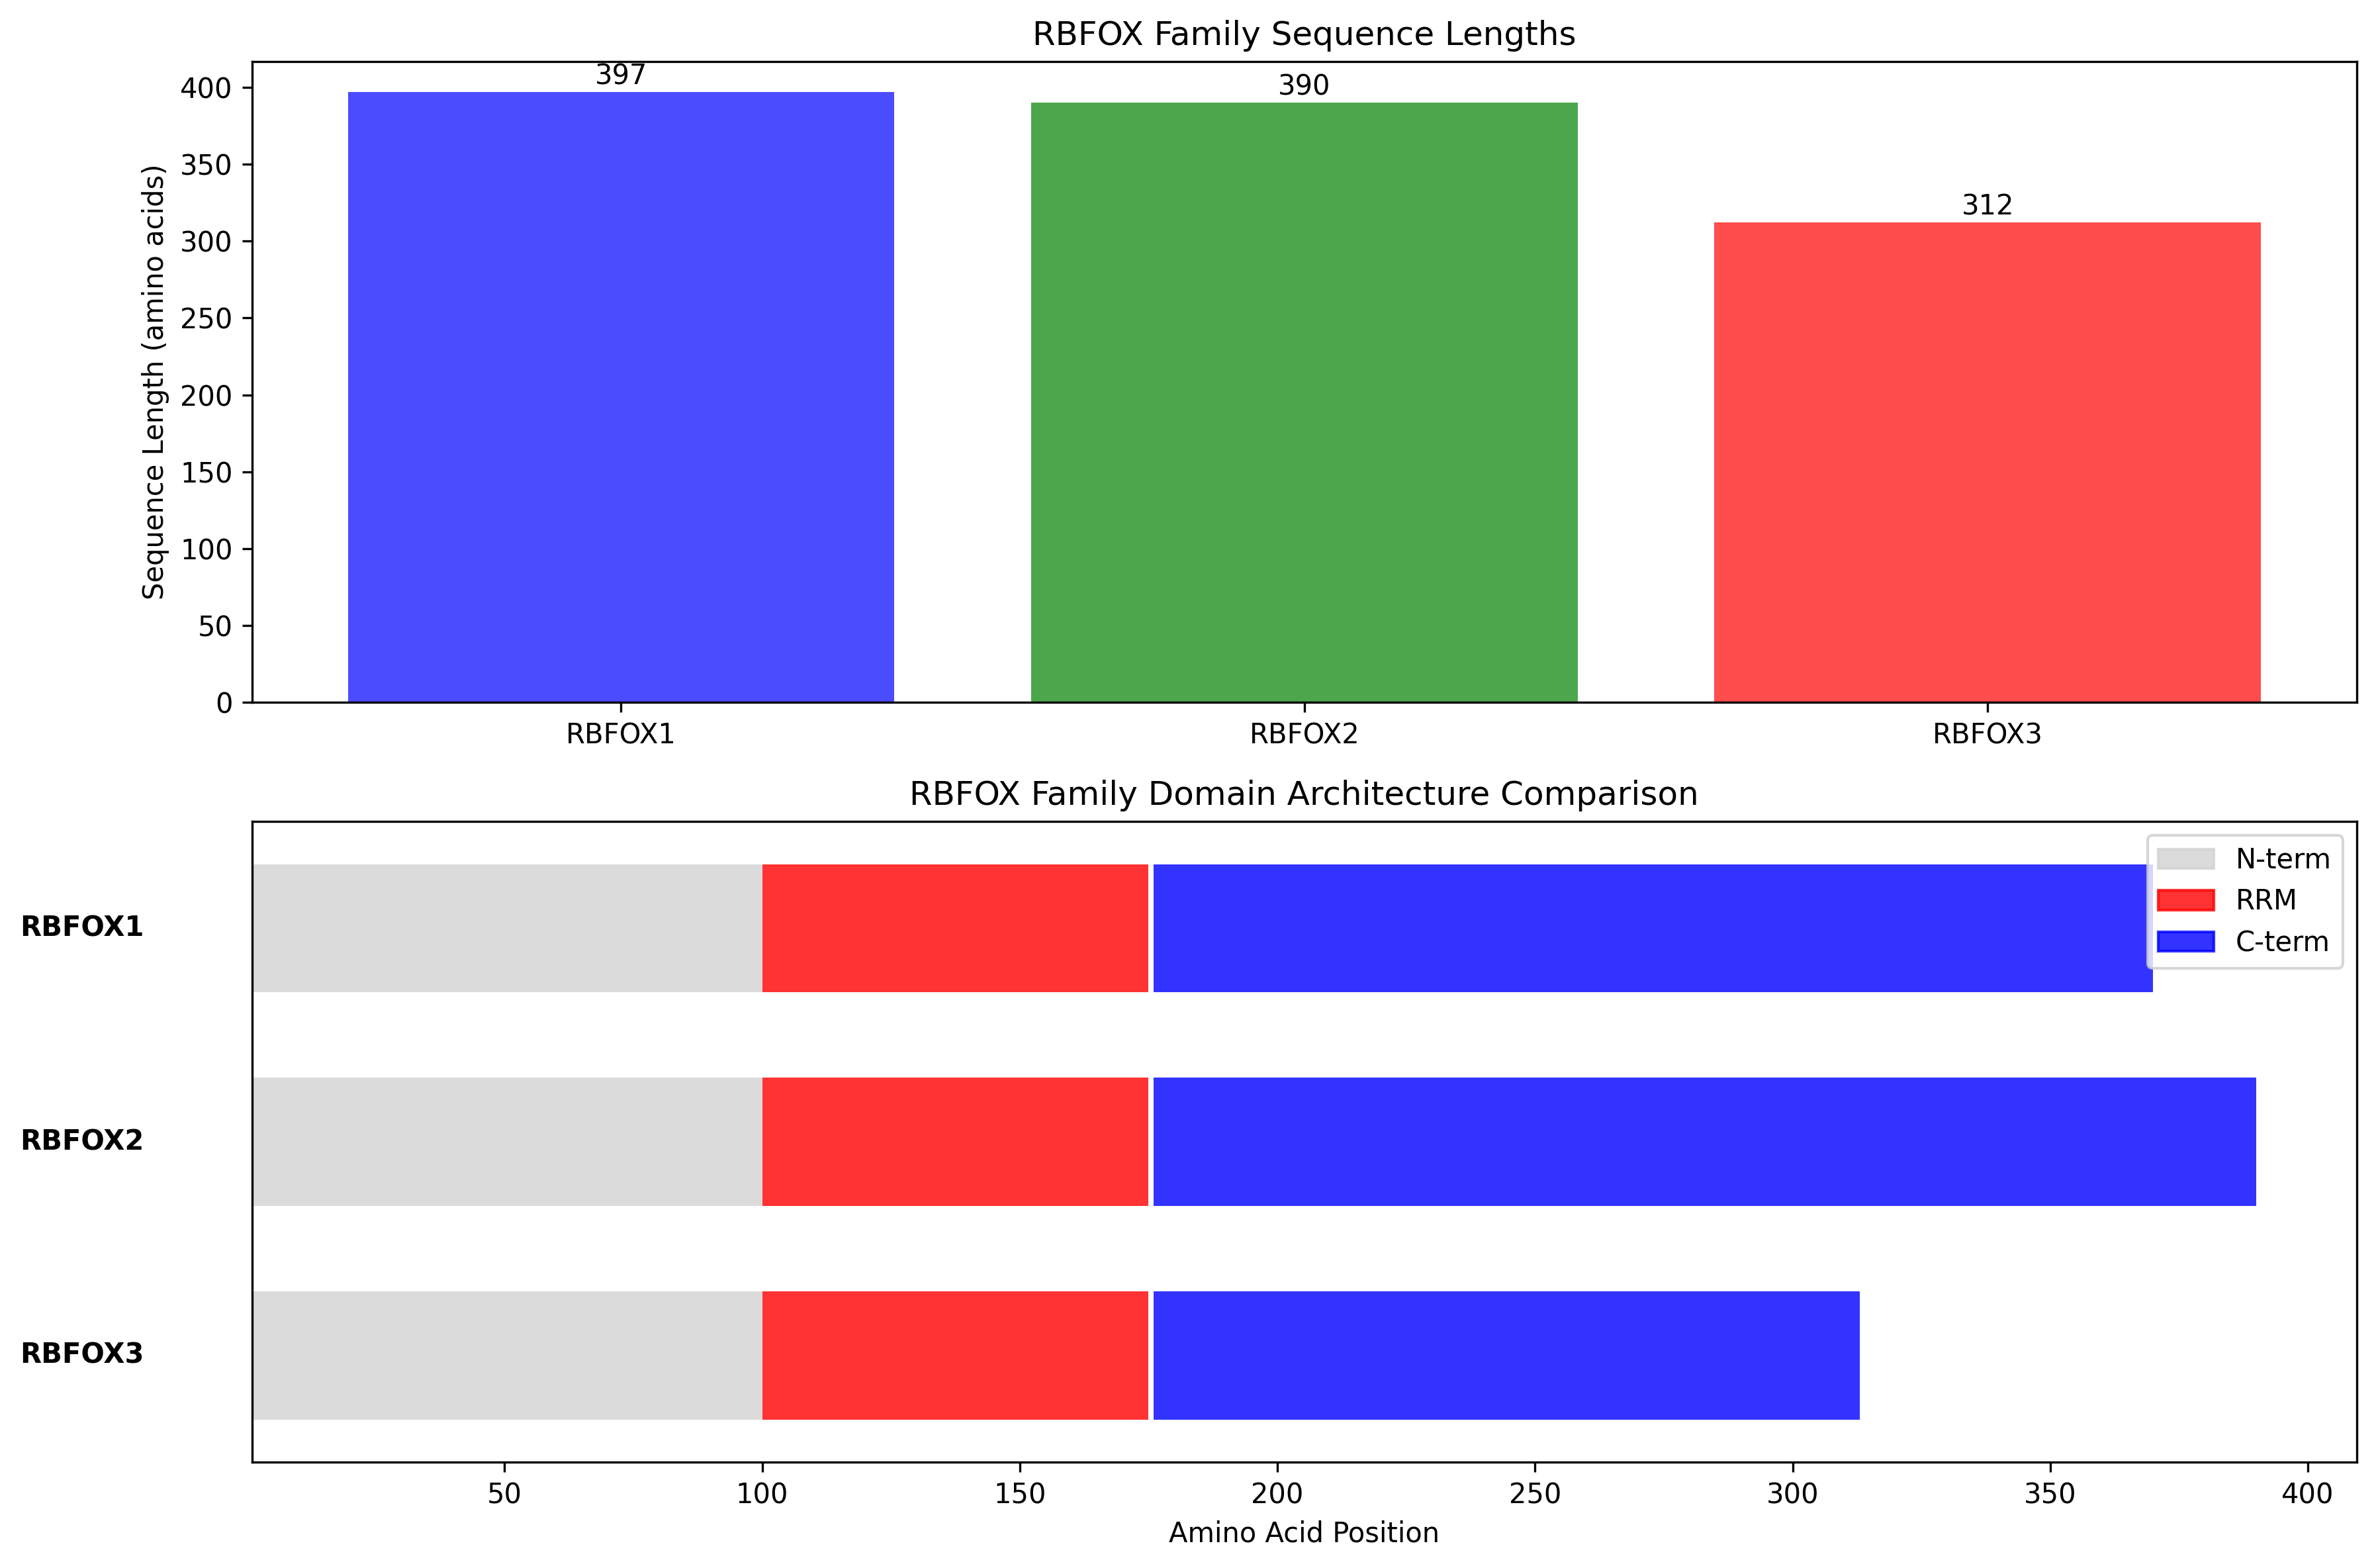 RBFOX Family Sequence Lengths
Sequence Length (amino acids)
400
350
300
250
200
150
100
50
0
397
390
312
RBFOX1
RBFOX2
RBFOX3
RBFOX Family Domain Architecture Comparison
N-term
RRM
C-term
RBFOX1
RBFOX2
RBFOX3
50
100
150
200
250
300
350
400
Amino Acid Position